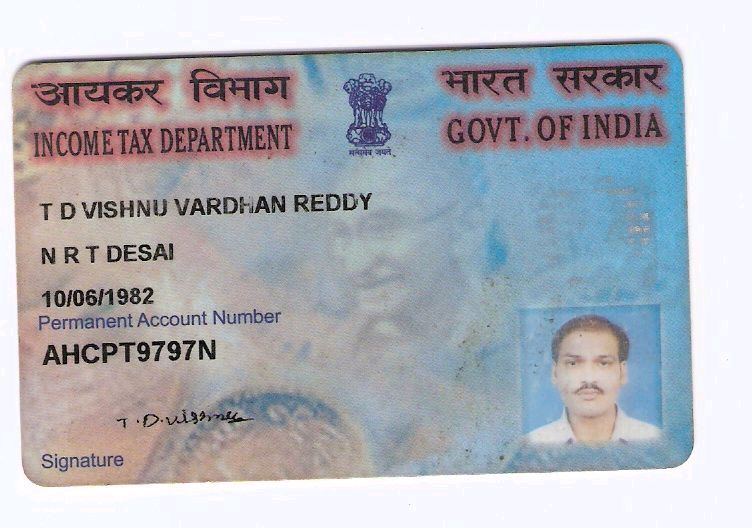 आयकर विभाग
INCOME TAX DEPARTMENT
सत्यमेव जयते
भारत सरकार
GOVT. OF INDIA
T D VISHNU VARDHAN REDDY
N R T DESAI
10/06/1982
Permanent Account Number
AHCPT9797N
T. D. Vishnu
Signature